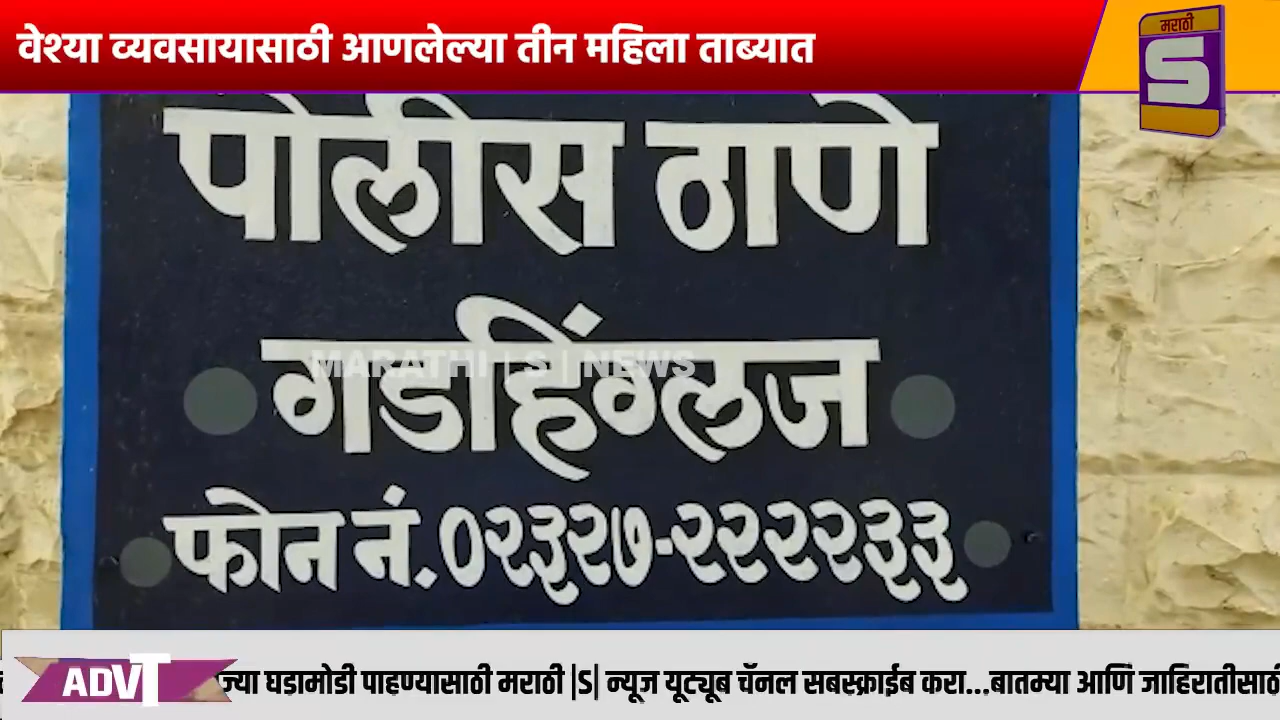 वेश्या व्यवसायासाठी आणलेल्या तीन महिला ताब्यात
मराठी
S
पोलीस ठाणे
गडहिंग्लज
MARATHI | S | NEWS
फोन नं. ०२३२७-२२२२३३
ADVT
ज्या घडामोडी पाहण्यासाठी मराठी |S| न्यूज यूट्यूब चॅनल सबस्क्राईब करा...बातम्या आणि जाहिरातीसाठी